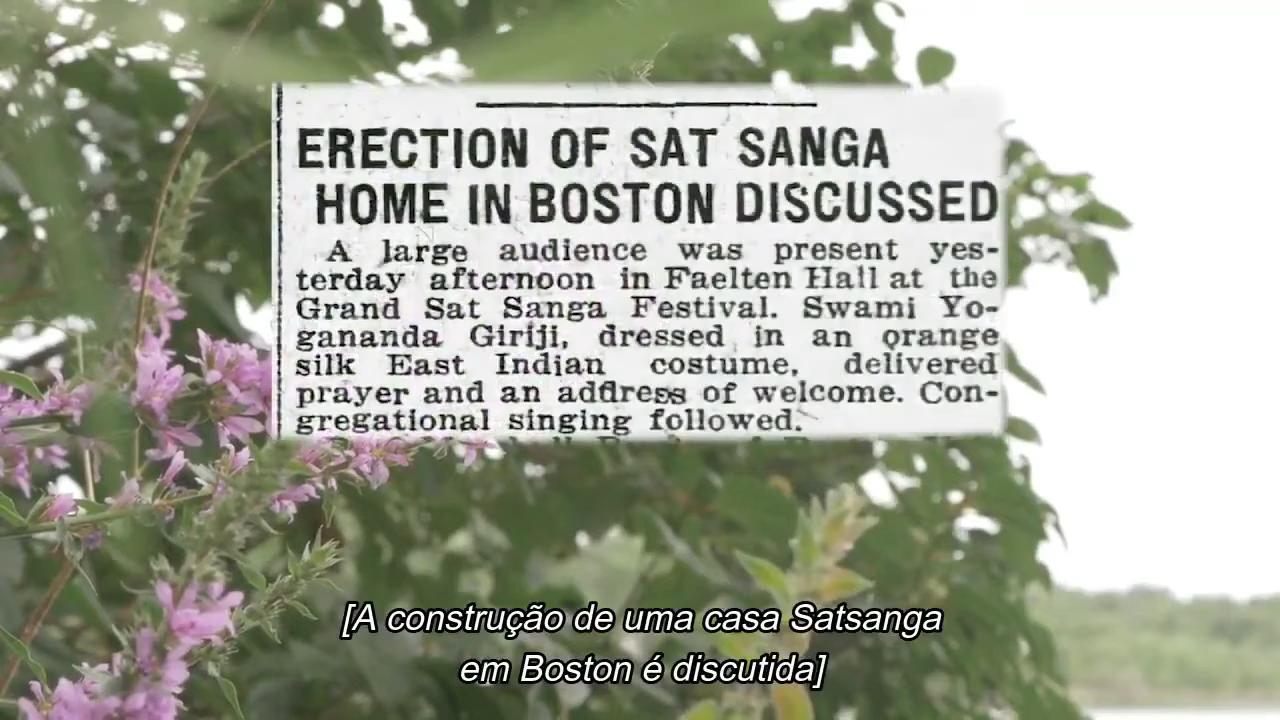 ERECTION OF SAT SANGA
HOME IN BOSTON DISCUSSED
A large audience was present yes-
terday afternoon in Faelten Hall at the
Grand Sat Sanga Festival. Swami Yo-
gananda Giriji, dressed in an orange
silk East Indian costume, delivered
prayer and an address of welcome. Con-
gregational singing followed.
[A construção de uma casa Satsanga
em Boston é discutida]